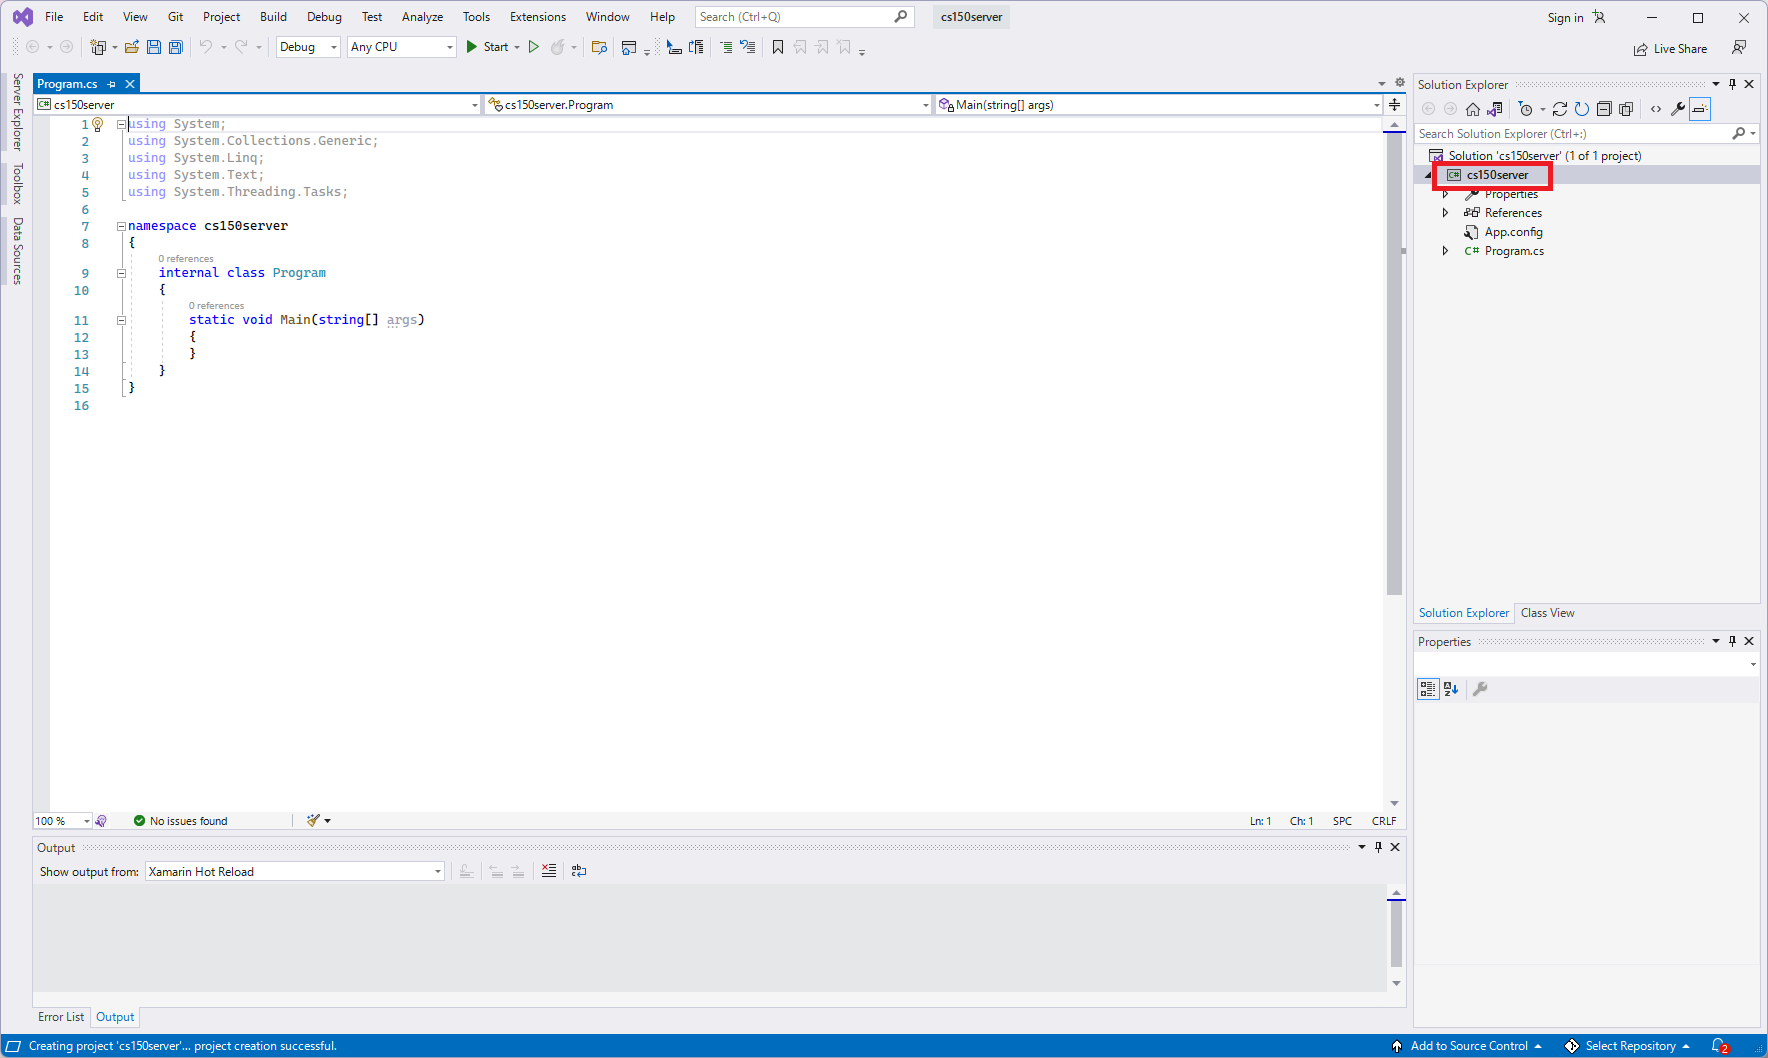 File Edit View Git Project Build Debug Test Analyze Tools Extensions Window Help Search (Ctrl+Q) cs150server Sign in
Debug Any CPU Start Live Share
Server Explorer
Toolbox
Data Sources
Program.cs
cs150server cs150server.Program Main(string[] args)
1 using System;
2 using System.Collections.Generic;
3 using System.Linq;
4 using System.Text;
5 using System.Threading.Tasks;
6
7 namespace cs150server
8 {
0 references
9 internal class Program
10 {
0 references
11 static void Main(string[] args)
12 {
13 }
14 }
15 }
16
100 % No issues found Ln: 1 Ch: 1 SPC CRLF
Output
Show output from: Xamarin Hot Reload
Error List Output
Solution Explorer
Search Solution Explorer (Ctrl+;)
Solution 'cs150server' (1 of 1 project)
C# cs150server
Properties
References
App.config
C# Program.cs
Solution Explorer Class View
Properties
Creating project 'cs150server'... project creation successful. Add to Source Control Select Repository 2